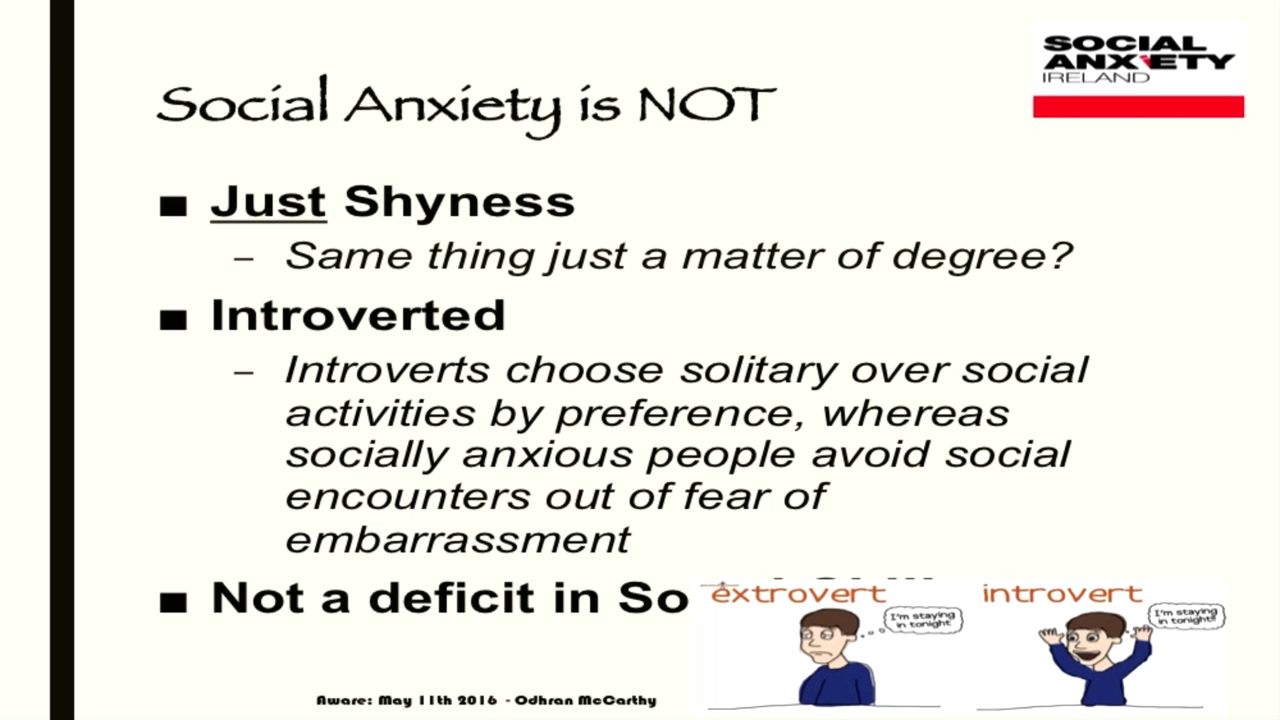 SOCIAL
ANXIETY
IRELAND
Social Anxiety is NOT
■ Just Shyness
– Same thing just a matter of degree?
■ Introverted
– Introverts choose solitary over social
activities by preference, whereas
socially anxious people avoid social
encounters out of fear of
embarrassment
■ Not a deficit in So
extrovert
I'm staying
in tonight
introvert
I'm staying
in tonight!!
Aware: May 11th 2016 - Odhran McCarthy